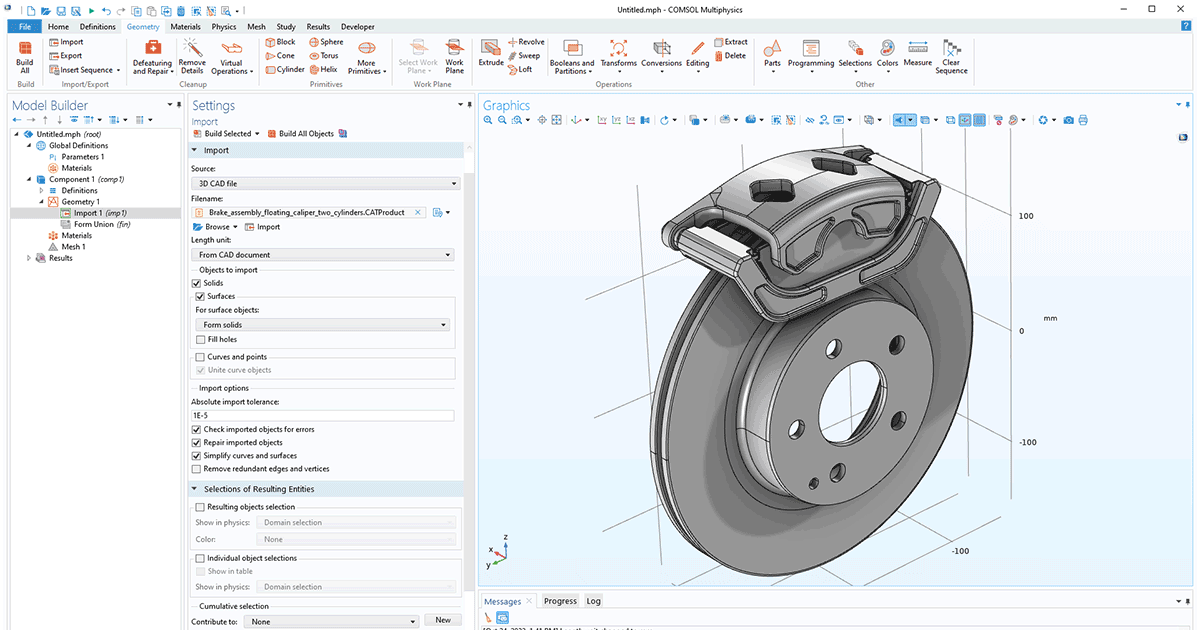 Untitled.mph - COMSOL Multiphysics
File Home Definitions Geometry Materials Physics Mesh Study Results Developer
Build All
Build
Import
Export
Insert Sequence
Import/Export
Defeaturing and Repair
Remove Details
Virtual Operations
Cleanup
Block
Cone
Cylinder
Sphere
Torus
Helix
More Primitives
Primitives
Select Work Plane
Work Plane
Work Plane
Extrude
Revolve
Sweep
Loft
Booleans and Partitions
Transforms
Conversions
Editing
Extract
Delete
Operations
Parts
Programming
Selections
Colors
Measure
Clear Sequence
Other
Model Builder
Untitled.mph (root)
Global Definitions
Parameters 1
Materials
Component 1 (comp1)
Definitions
Geometry 1
Import 1 (imp1)
Form Union (fin)
Materials
Mesh 1
Results
Settings
Import
Build Selected Build All Objects
Import
Source:
3D CAD file
Filename:
Brake_assembly_floating_caliper_two_cylinders.CATProduct
Browse Import
Length unit:
From CAD document
Objects to import
Solids
Surfaces
For surface objects:
Form solids
Fill holes
Curves and points
Unite curve objects
Import options
Absolute import tolerance:
1E-5
Check imported objects for errors
Repair imported objects
Simplify curves and surfaces
Remove redundant edges and vertices
Selections of Resulting Entities
Resulting objects selection
Show in physics: Domain selection
Color: None
Individual object selections
Show in table
Show in physics: Domain selection
Cumulative selection
Contribute to: None New
Graphics
100
mm
0
-100
-100
z
x
y
Messages Progress Log